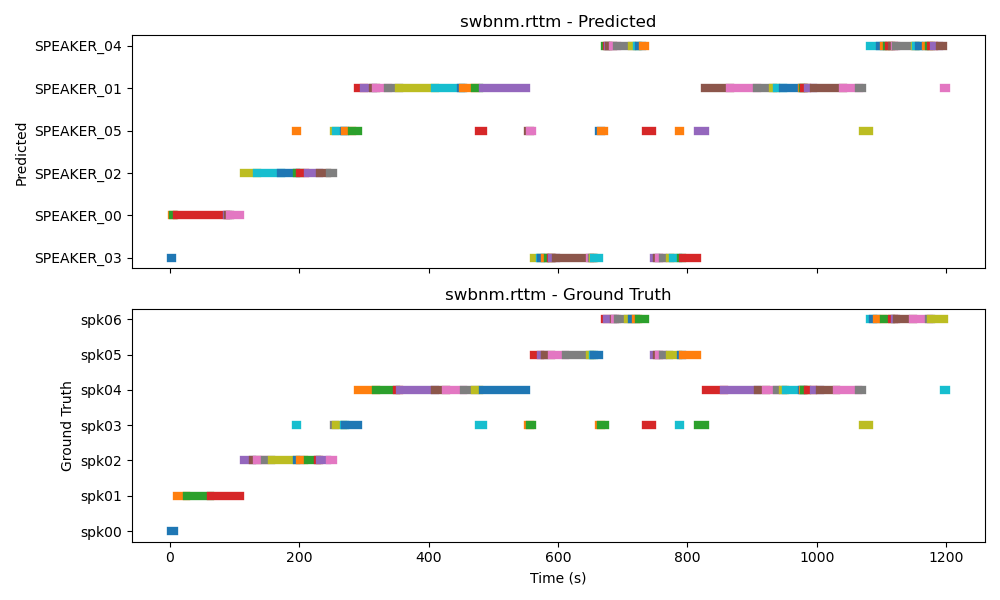 swbnm.rttm - Predicted
Predicted
SPEAKER_04
SPEAKER_01
SPEAKER_05
SPEAKER_02
SPEAKER_00
SPEAKER_03
swbnm.rttm - Ground Truth
Ground Truth
spk06
spk05
spk04
spk03
spk02
spk01
spk00
0 200 400 600 800 1000 1200
Time (s)